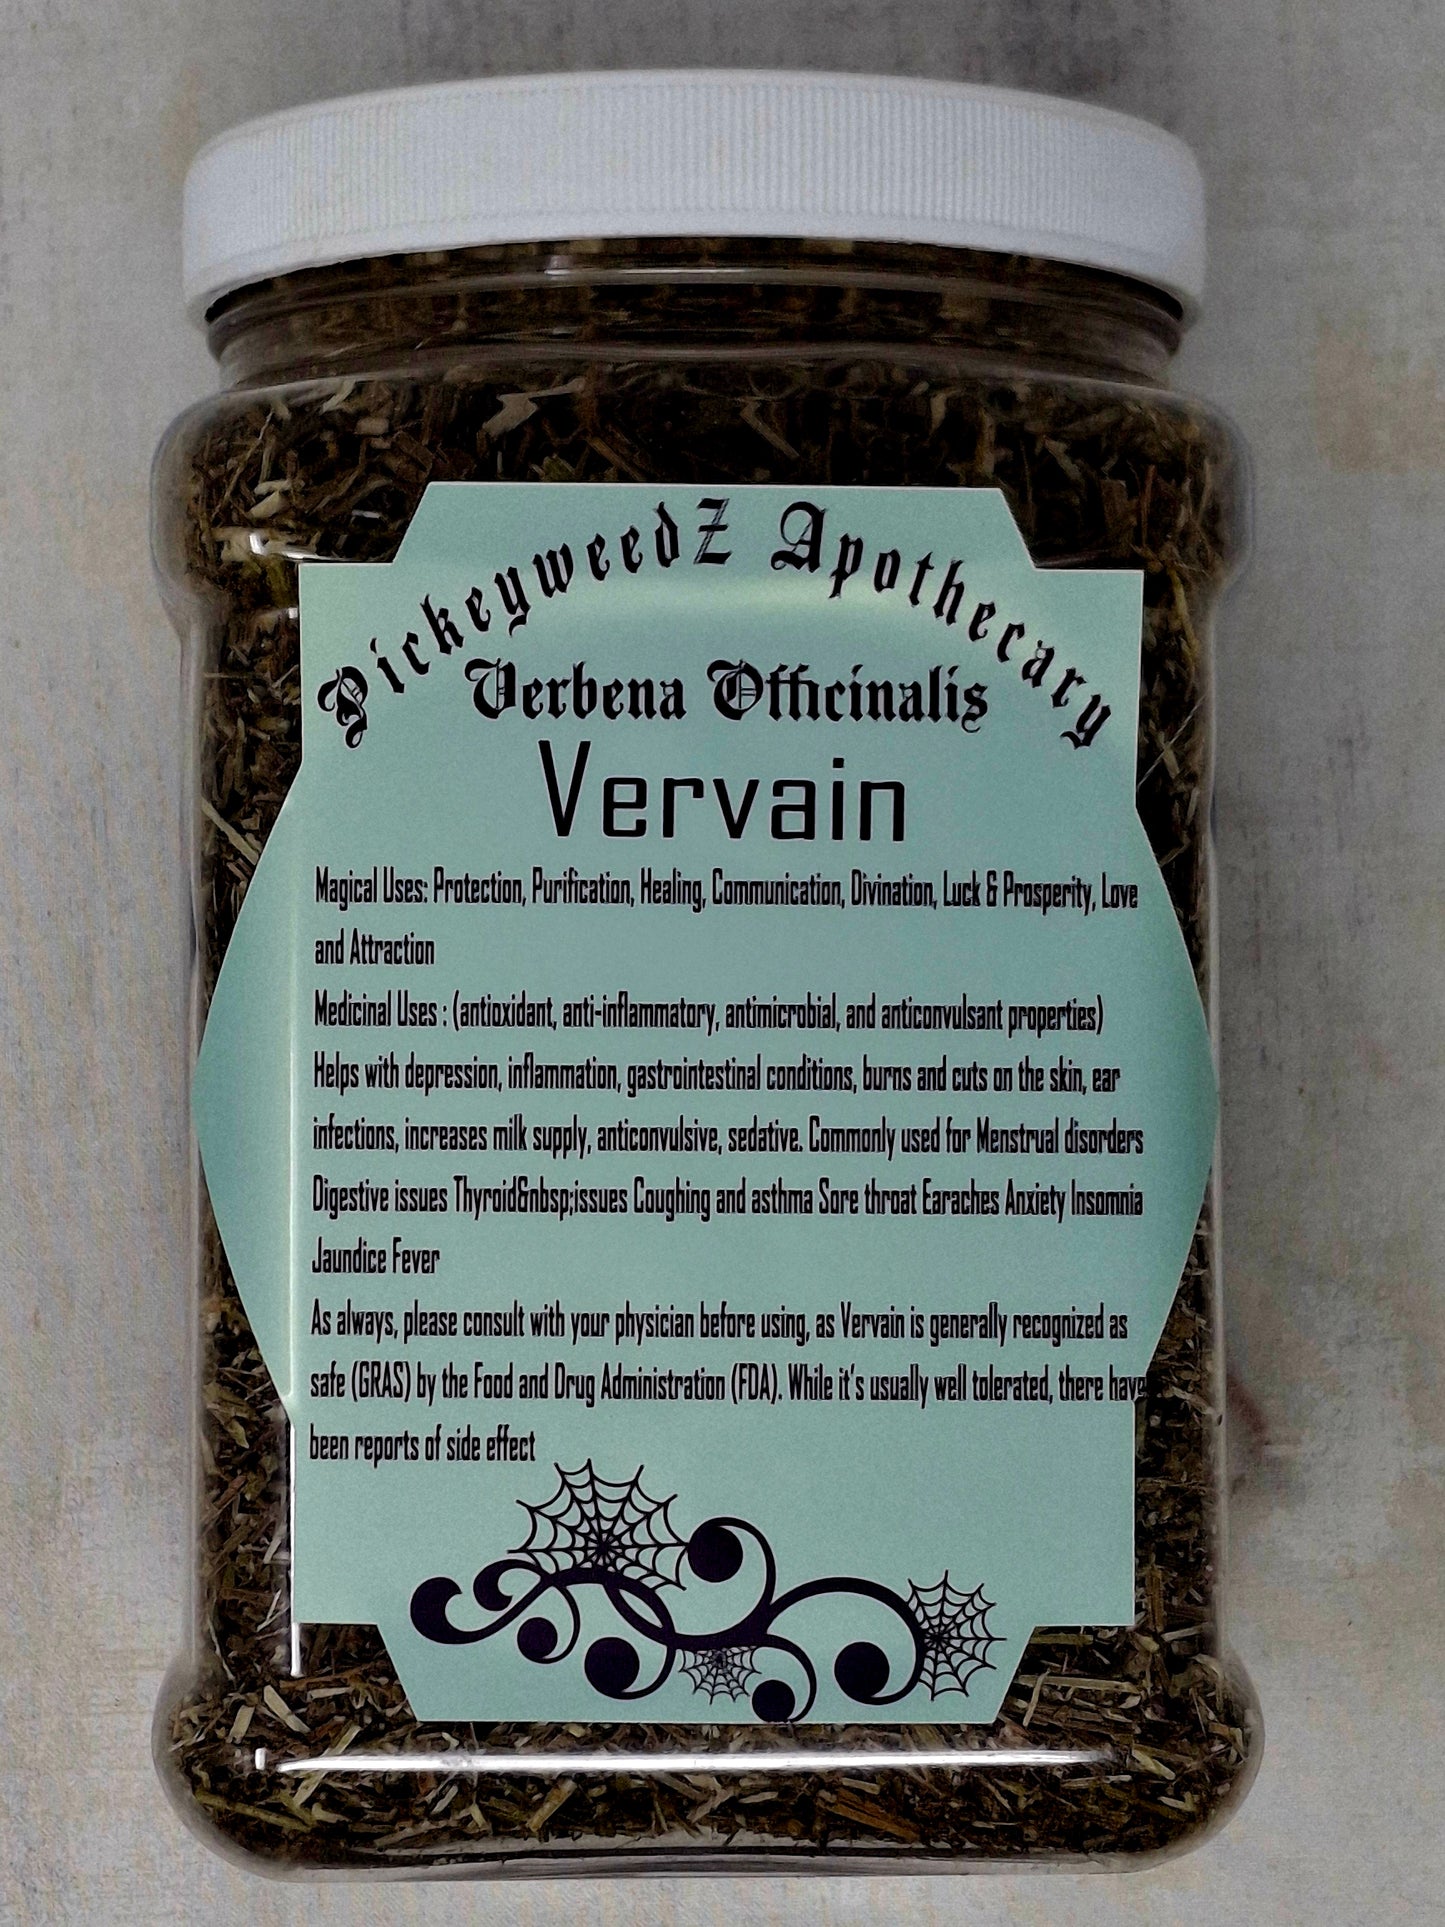 PickeyweedZ Apothecary
Verbena Officinalis
Vervain
Magical Uses: Protection, Purification, Healing, Communication, Divination, Luck & Prosperity, Love
and Attraction
Medicinal Uses : (antioxidant, anti-inflammatory, antimicrobial, and anticonvulsant properties)
Helps with depression, inflammation, gastrointestinal conditions, burns and cuts on the skin, ear
infections, increases milk supply, anticonvulsive, sedative. Commonly used for Menstrual disorders
Digestive issues Thyroid&nbsp;issues Coughing and asthma Sore throat Earaches Anxiety Insomnia
Jaundice Fever
As always, please consult with your physician before using, as Vervain is generally recognized as
safe (GRAS) by the Food and Drug Administration (FDA). While it's usually well tolerated, there have
been reports of side effect